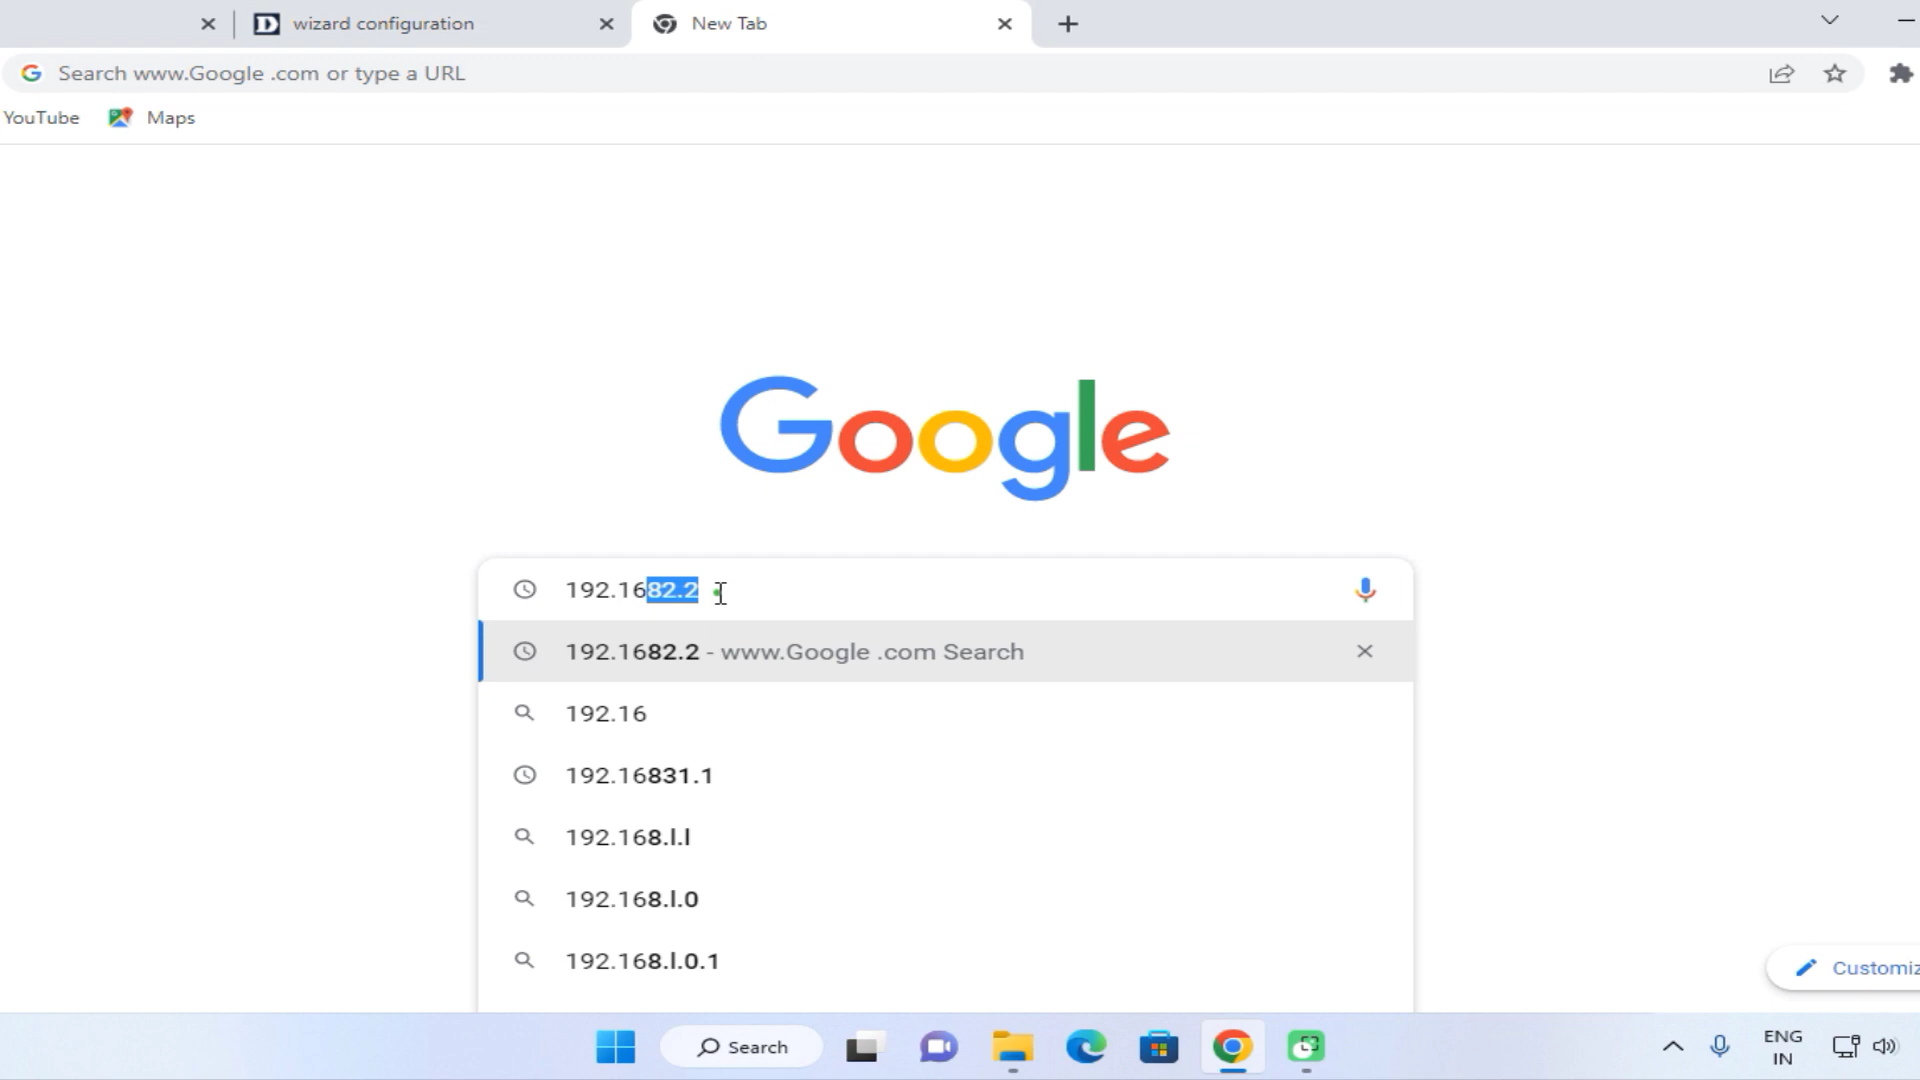 wizard configuration
New Tab
Search www.Google .com or type a URL
YouTube
Maps
Google
192.1682.2
192.1682.2 - www.Google .com Search
192.16
192.16831.1
192.168.l.l
192.168.l.0
192.168.l.0.1
Customiz
Search
ENG
IN